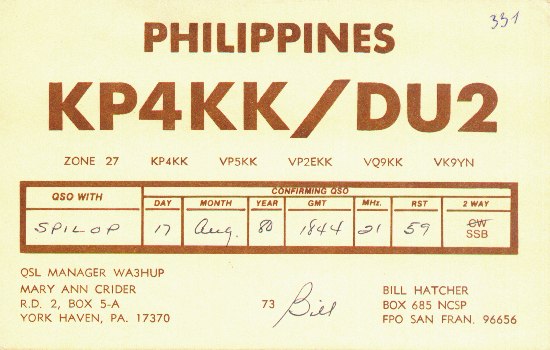 331
PHILIPPINES
KP4KK/DU2
ZONE 27 KP4KK VP5KK VP2EKK VQ9KK VK9YN
QSO WITH CONFIRMING QSO
DAY MONTH YEAR GMT MHz. RST 2 WAY
SP1LOP 17 Aug. 80 1844 21 59 CW
SSB
QSL MANAGER WA3HUP
MARY ANN CRIDER
R.D. 2, BOX 5-A
YORK HAVEN, PA. 17370
73 Bill
BILL HATCHER
BOX 685 NCSP
FPO SAN FRAN. 96656